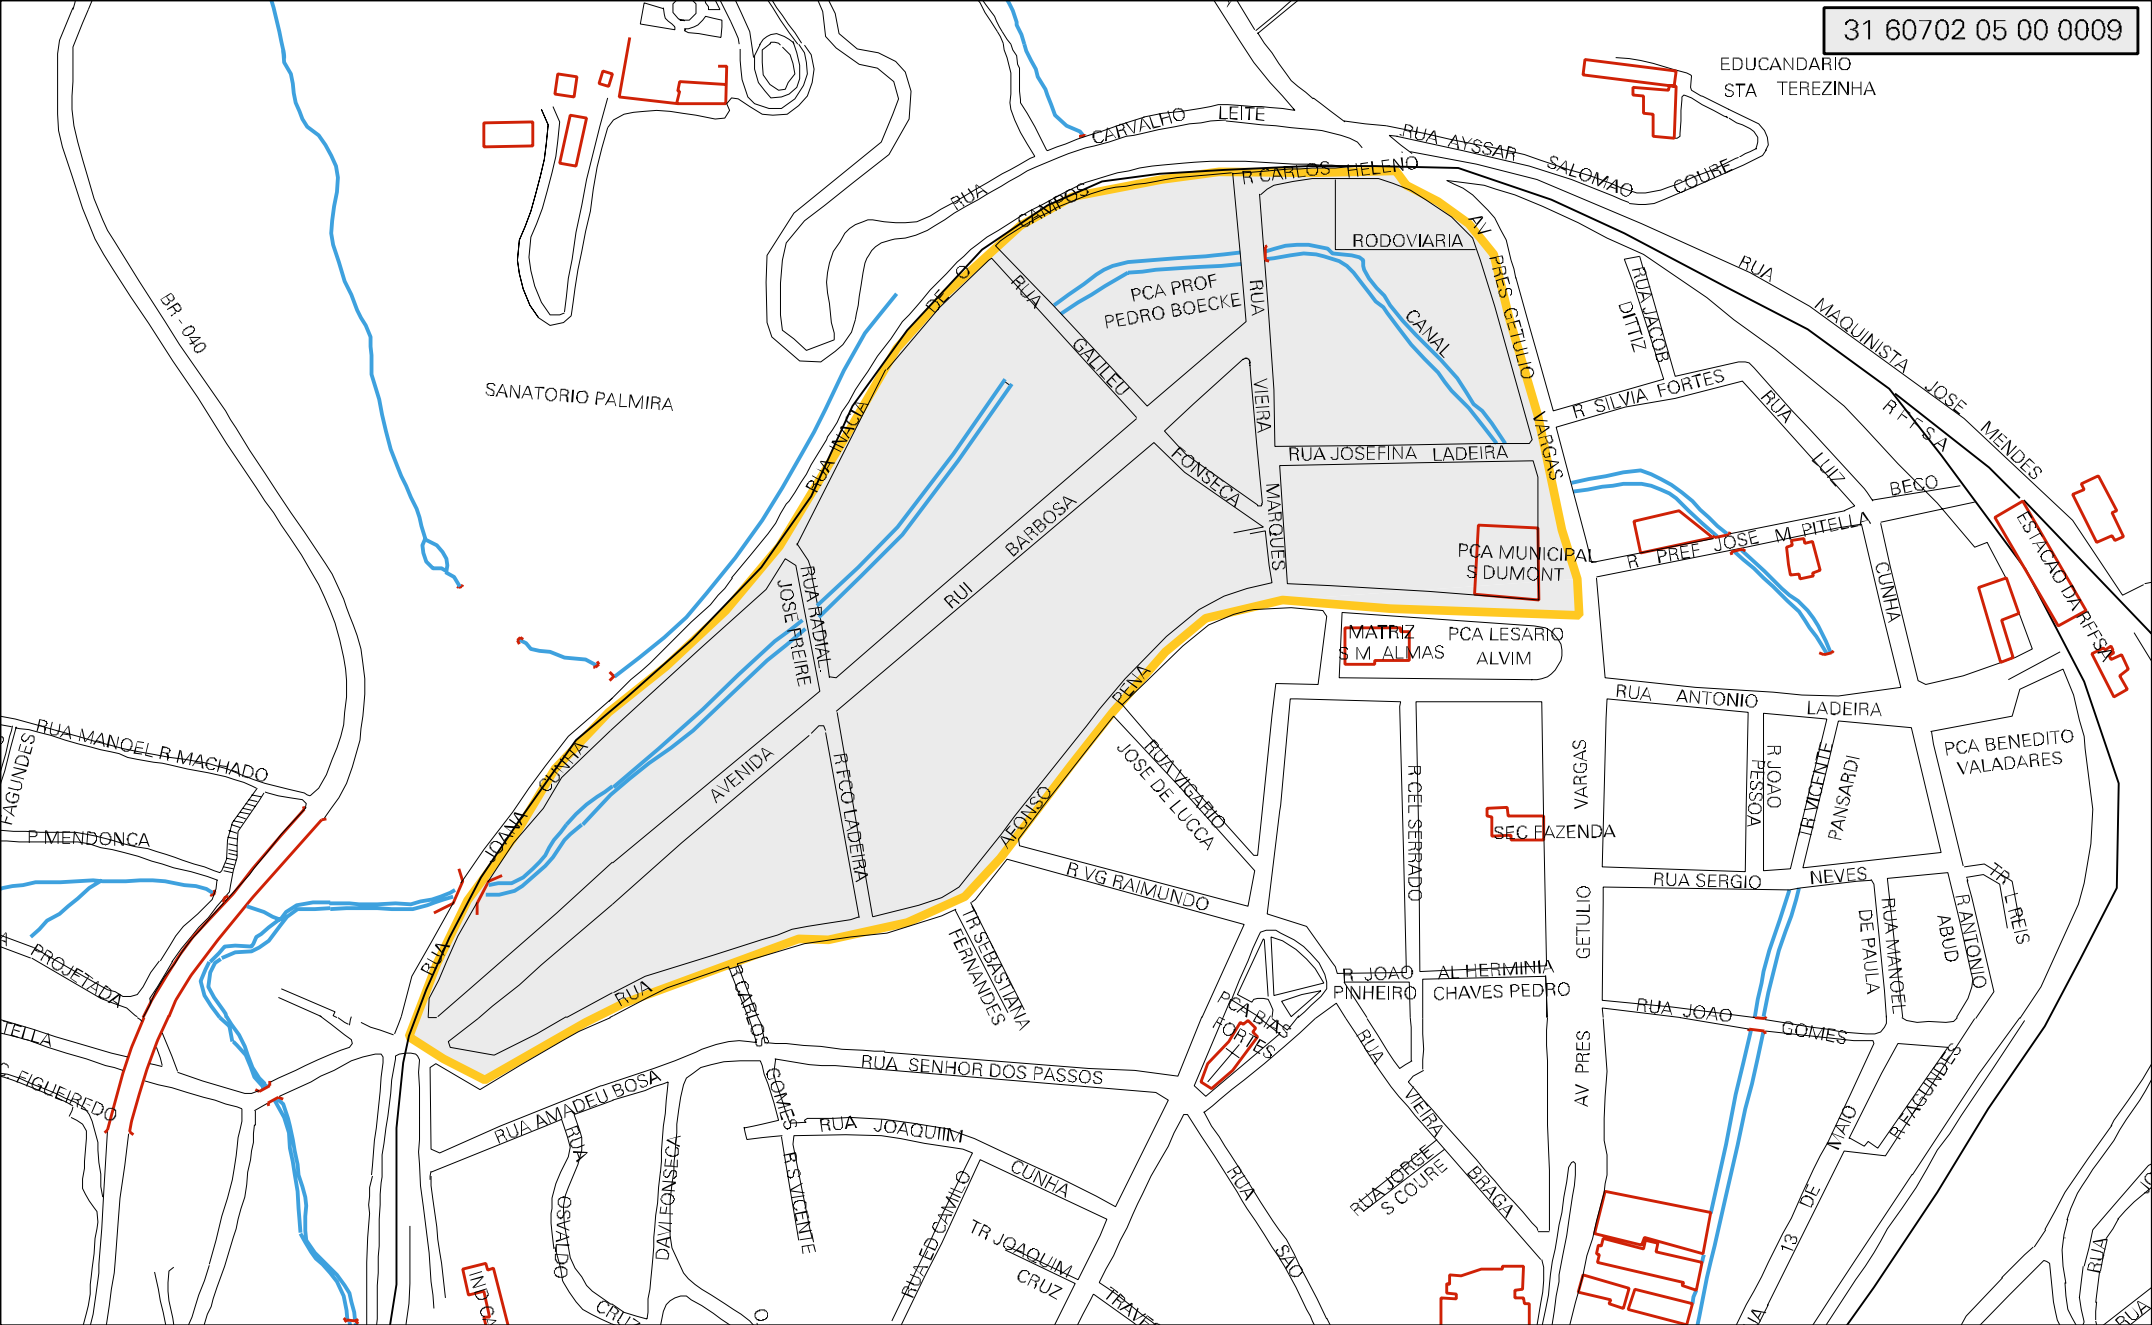 31 60702 05 00 0009
EDUCANDARIO
STA TEREZINHA
CARVALHO LEITE
RUA
RUA AYSSAR SALOMAO COURE
R CARLOS HELENO
CAMPOS
DE O
RODOVIARIA
AV PRES GETULIO VARGAS
RUA JACOB
DITTIZ
RUA MAQUINISTA JOSE MENDES
BR - 040
PCA PROF
PEDRO BOECKE
RUA GALILEU
CANAL
RUA VIEIRA MARQUES
SANATORIO PALMIRA
R SILVIA FORTES
RUA LUIZ
R F F S A
RUA INACIA
FONSECA
RUA JOSEFINA LADEIRA
BECO
R PREF JOSE M PITELLA
ESTACAO DA RFFSA
PCA MUNICIPAL
S DUMONT
CUNHA
RUI BARBOSA
RUA RADIAL.
JOSE FREIRE
MATRIZ
S M ALMAS
PCA LESARIO
ALVIM
PENA
RUA ANTONIO LADEIRA
RUA MANOEL R MACHADO
FAGUNDES
P MENDONCA
JOANA CUNHA
AVENIDA
R FCO LADEIRA
AFONSO
RUA VIGARIO
JOSE DE LUCCA
R CEL SERRADO
VARGAS
R JOAO
PESSOA
TR VICENTE
PANSARDI
PCA BENEDITO
VALADARES
SEC FAZENDA
R VG RAIMUNDO
RUA SERGIO NEVES
TR L REIS
GETULIO
RUA MANOEL
DE PAULA
R ANTONIO
ABUD
TR SEBASTIANA
FERNANDES
A PROJETADA
RUA
RUA
R CARLOS
GOMES
R JOAO
PINHEIRO
AL HERMINIA
CHAVES PEDRO
PCA BIAS
FORTES
RUA JOAO GOMES
TELLA
C FIGUEIREDO
RUA SENHOR DOS PASSOS
RUA AMADEU BOSA
RUA VIEIRA BRAGA
AV PRES
R FAGUNDES
RUA JOAQUIIM CUNHA
RUA OSVALDO CRUZ
DAVI FONSECA
R S VICENTE
RUA ED CAMILO
TR JOAQUIM
CRUZ
RUA SAO
RUA JORGE
S COURE
13 DE MAIO
IND
TRAVE
RUA
RUA